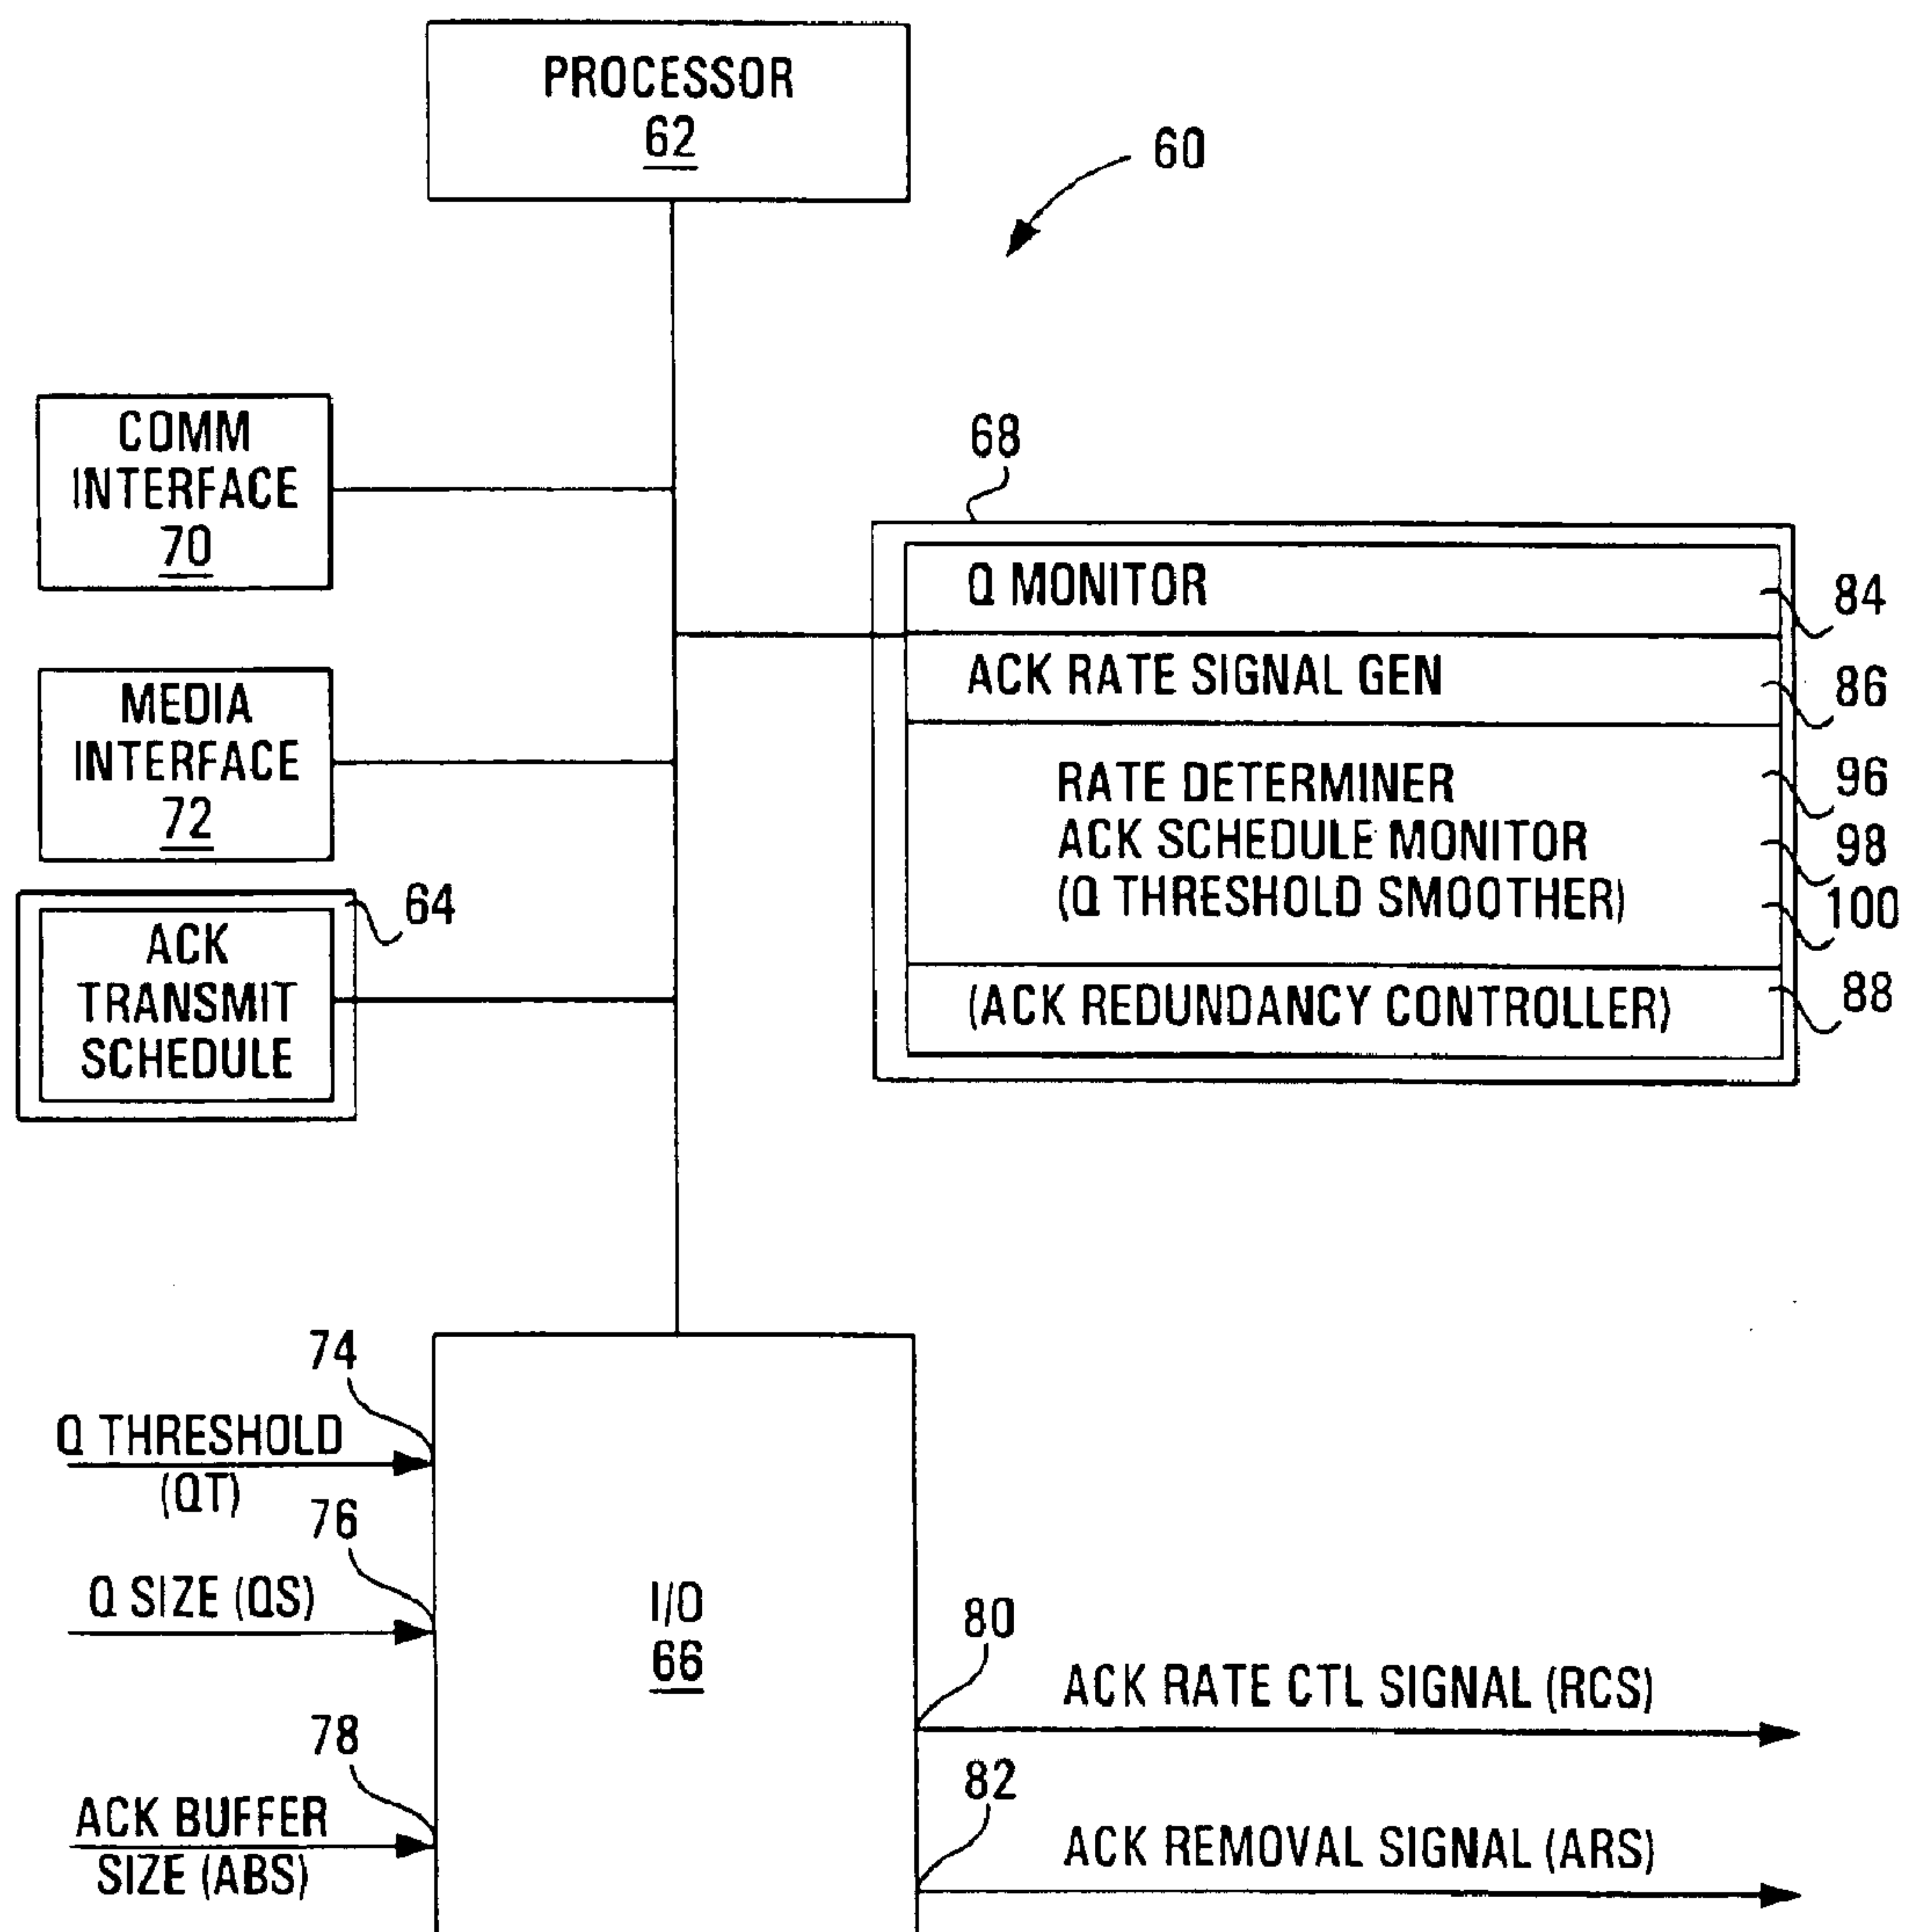 PROCESSOR
62
60
COMM
INTERFACE
70
68
Q MONITOR
84
ACK RATE SIGNAL GEN
86
MEDIA
INTERFACE
72
RATE DETERMINER
96
ACK SCHEDULE MONITOR
98
(Q THRESHOLD SMOOTHER)
100
(ACK REDUNDANCY CONTROLLER)
88
64
ACK
TRANSMIT
SCHEDULE
74
Q THRESHOLD
(QT)
76
Q SIZE (QS)
78
ACK BUFFER
SIZE (ABS)
I/O
66
80
ACK RATE CTL SIGNAL (RCS)
82
ACK REMOVAL SIGNAL (ARS)